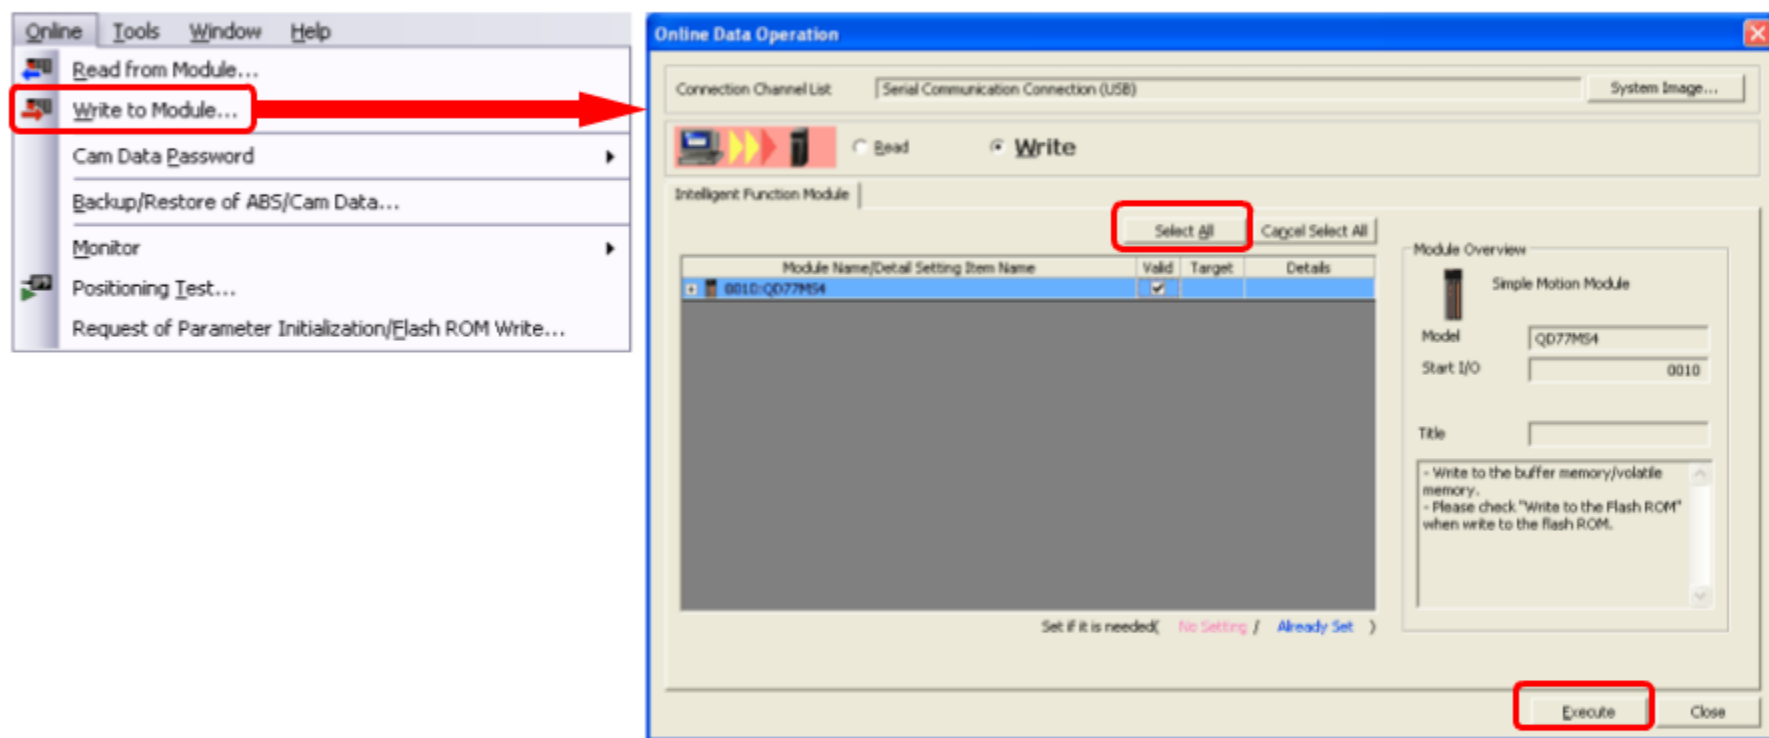 Online Tools Window Help
Read from Module...
Write to Module...
Cam Data Password
Backup/Restore of ABS/Cam Data...
Monitor
Positioning Test...
Request of Parameter Initialization/Flash ROM Write...
Online Data Operation
Connection Channel List Serial Communication Connection (USB) System Image...
Read Write
Intelligent Function Module
Select All Cancel Select All
Module Name/Detail Setting Item Name Valid Target Details
0010:QD77MS4
Set if it is needed( No Setting / Already Set )
Module Overview
Simple Motion Module
Model QD77MS4
Start I/O 0010
Title
- Write to the buffer memory/volatile
memory.
- Please check "Write to the Flash ROM"
when write to the flash ROM.
Execute Close